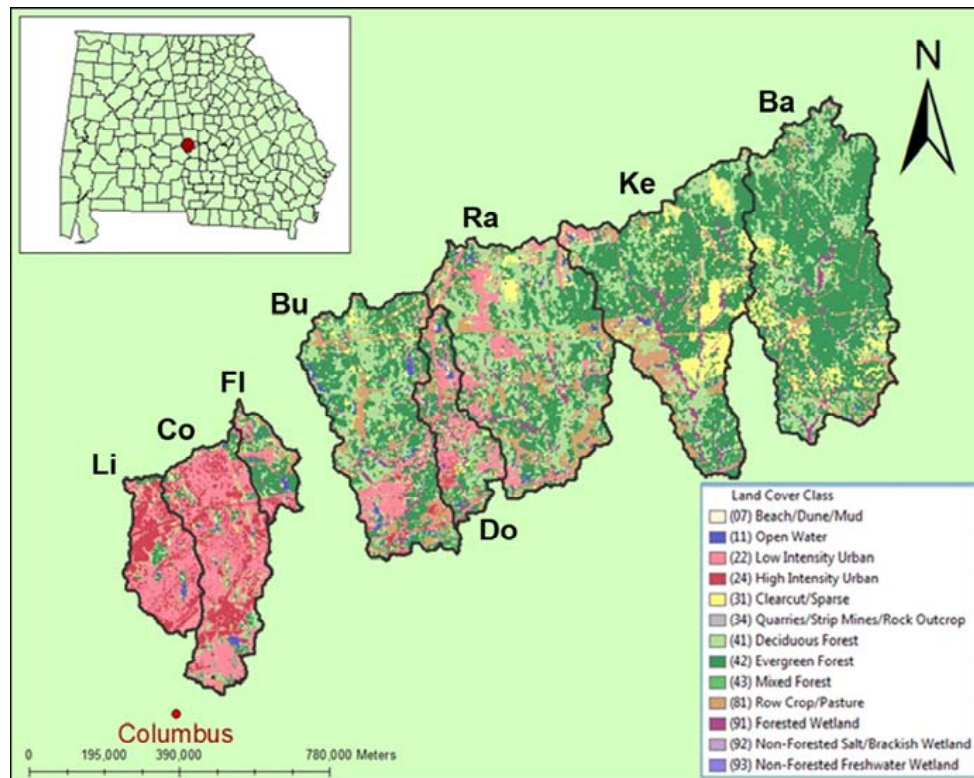 N
Ba
Ke
Ra
Bu
Fl
Co
Li
Do
Columbus
0 195,000 390,000 780,000 Meters
Land Cover Class
(07) Beach/Dune/Mud
(11) Open Water
(22) Low Intensity Urban
(24) High Intensity Urban
(31) Clearcut/Sparse
(34) Quarries/Strip Mines/Rock Outcrop
(41) Deciduous Forest
(42) Evergreen Forest
(43) Mixed Forest
(81) Row Crop/Pasture
(91) Forested Wetland
(92) Non-Forested Salt/Brackish Wetland
(93) Non-Forested Freshwater Wetland